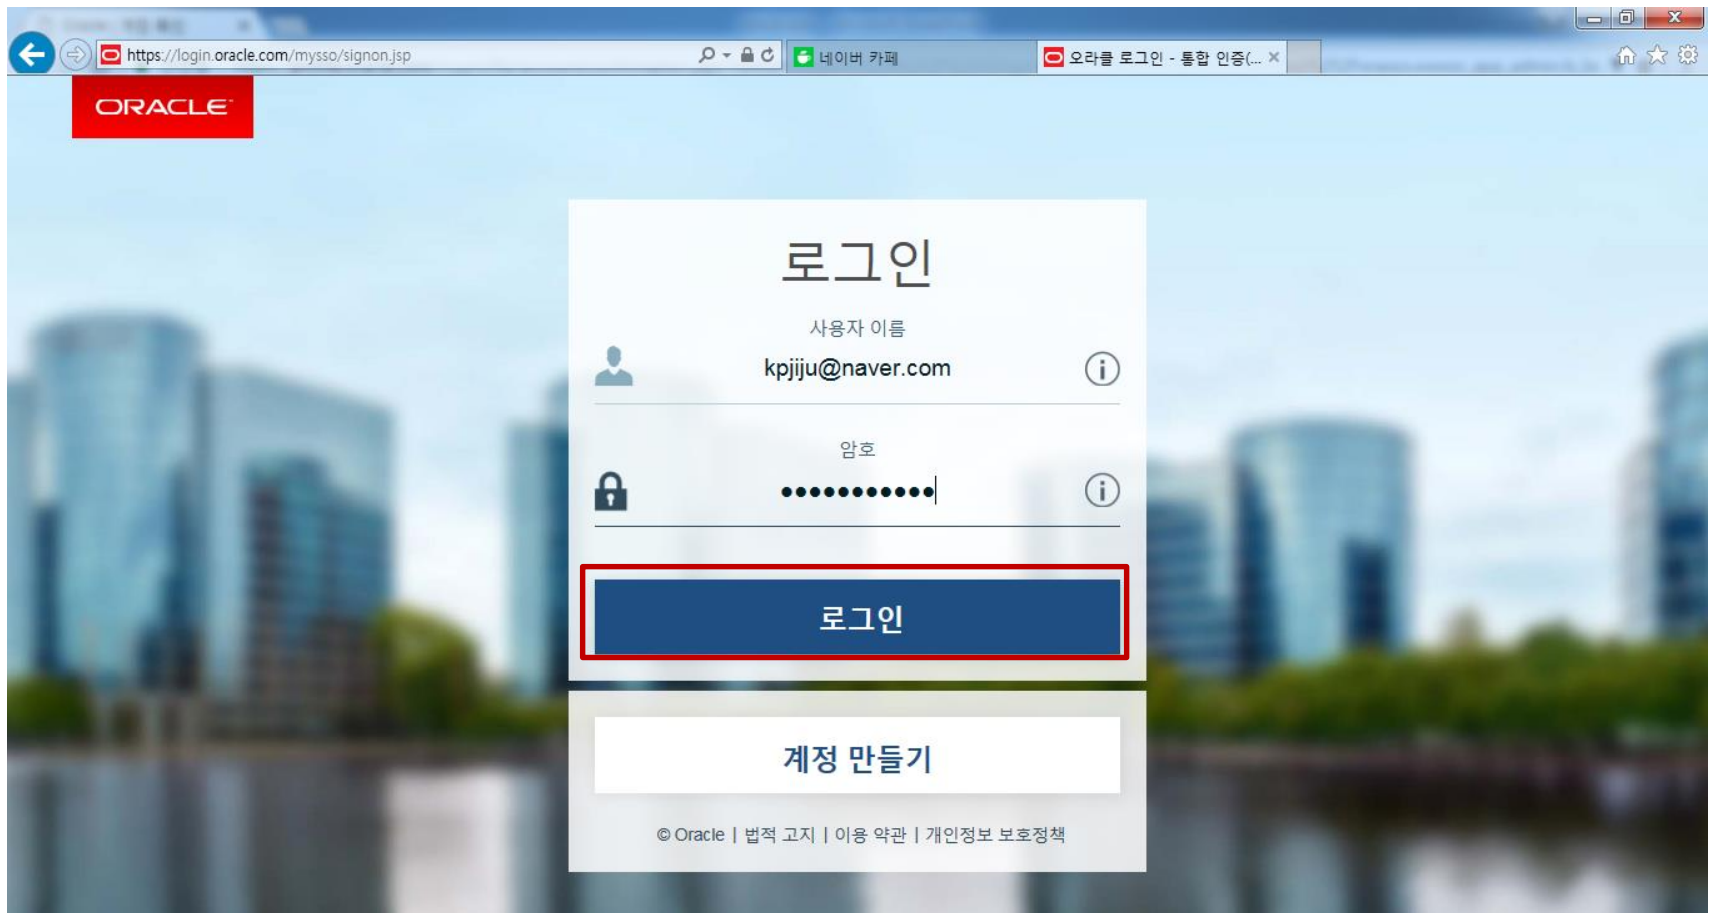 https://login.oracle.com/mysso/signon.jsp
네이버 카페
오라클 로그인 - 통합 인증(...
ORACLE
로그인
사용자 이름
kpjiju@naver.com
암호
•••••••••••
로그인
계정 만들기
© Oracle | 법적 고지 | 이용 약관 | 개인정보 보호정책